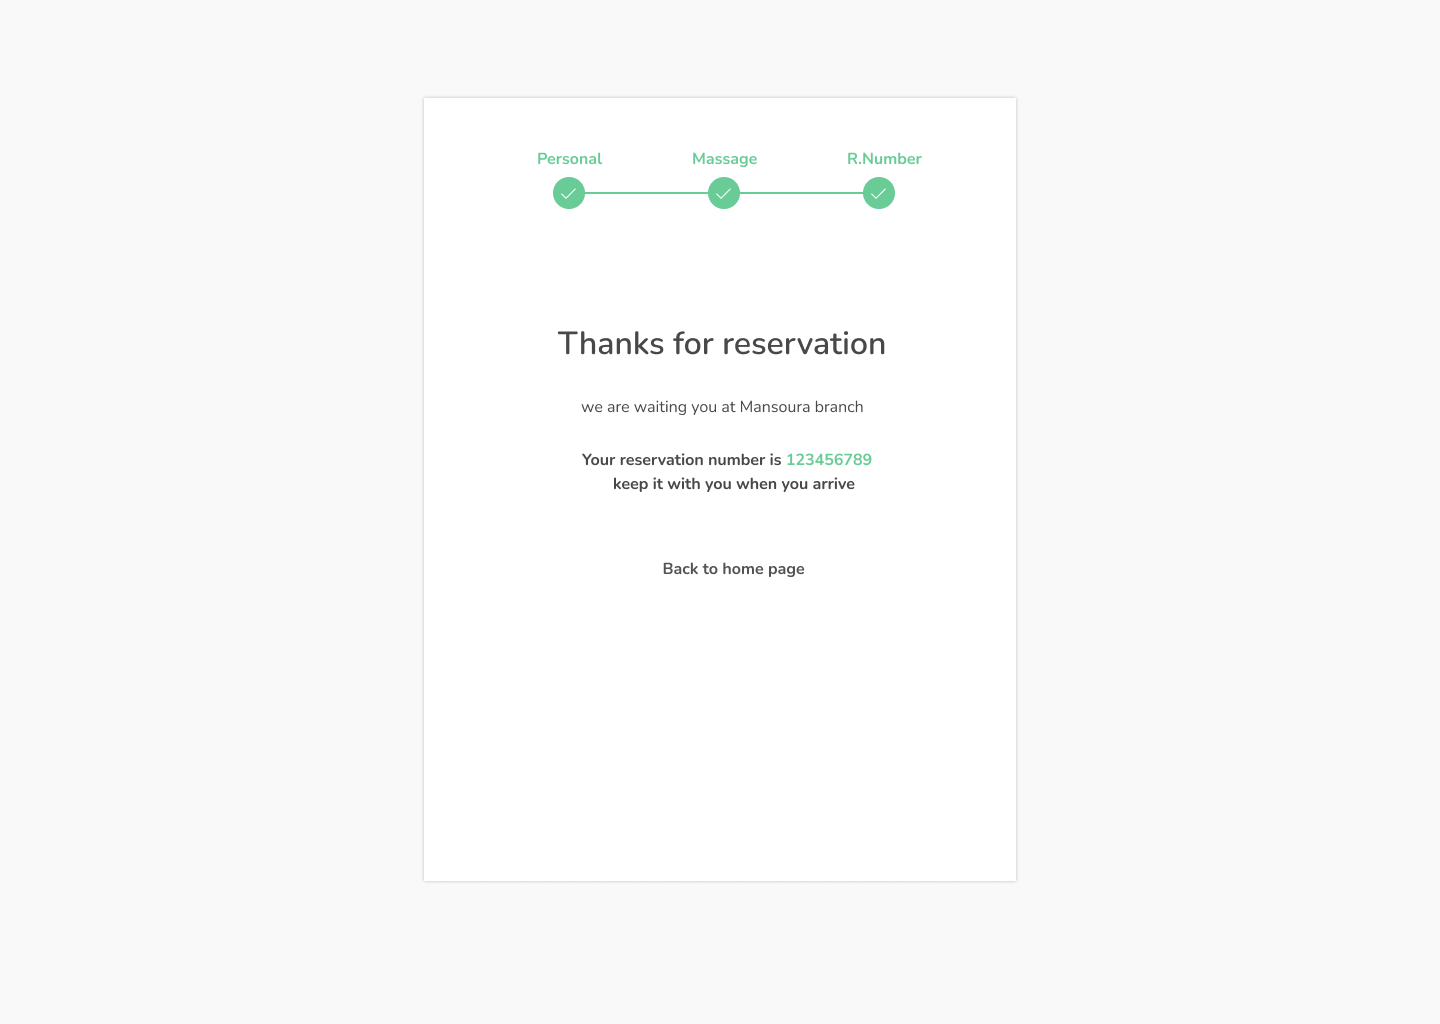 Personal Massage R.Number
Thanks for reservation
we are waiting you at Mansoura branch
Your reservation number is 123456789
keep it with you when you arrive
Back to home page